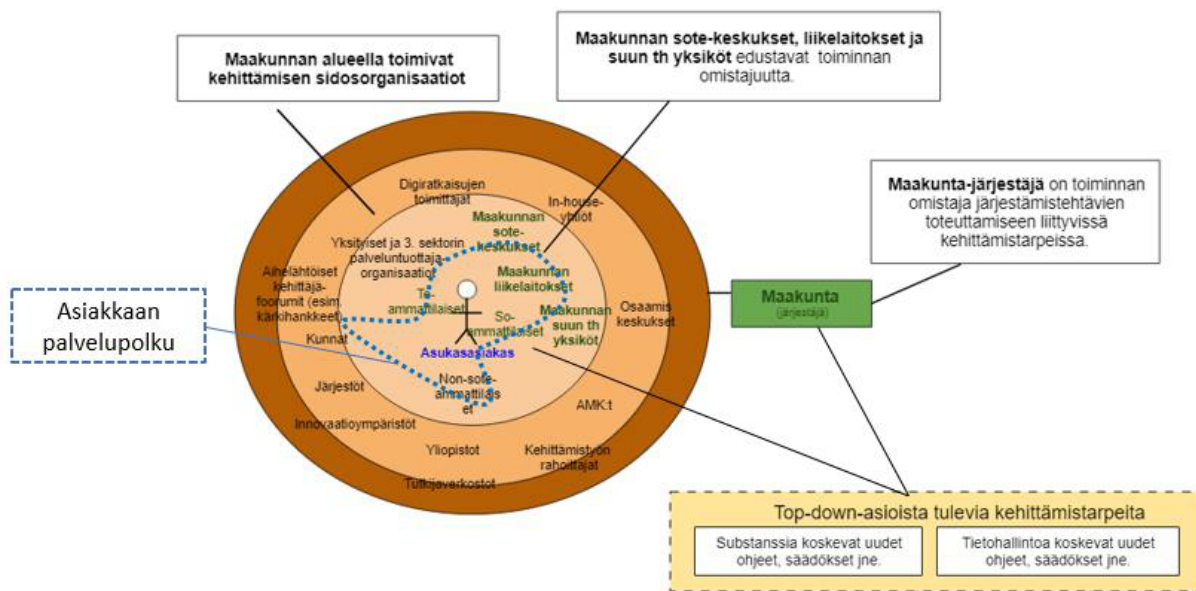 Maakunnan alueella toimivat
kehittämisen sidosorganisaatiot
Maakunnan sote-keskukset, liikelaitokset ja
suun th yksiköt edustavat toiminnan
omistajuutta.
Maakunta-järjestäjä on toiminnan
omistaja järjestämistehtävien
toteuttamiseen liittyvissä
kehittämistarpeissa.
Digiratkaisujen
toimittajat
In-house-
yhtiöt
Maakunnan
sote-
keskukset
Yksityiset ja 3. sektorin
palveluntuottaja-
organisaatiot
Aihelähtöiset
kehittäjä-
foorumit (esim.
kärkihankkeet)
Maakunnan
liikelaitokset
Te-
ammattilaiset
So-
ammattilaiset
Maakunnan
suun th
yksiköt
Osaamis
keskukset
Maakunta
(järjestäjä)
Asiakkaan
palvelupolku
Kunnat
Asukasasiakas
Non-sote-
ammattilais
et
Järjestöt
AMK:t
Innovaatioympäristöt
Yliopistot
Kehittämistyön
rahoittajat
Tutkijaverkostot
Top-down-asioista tulevia kehittämistarpeita
Substanssia koskevat uudet
ohjeet, säädökset jne.
Tietohallintoa koskevat uudet
ohjeet, säädökset jne.